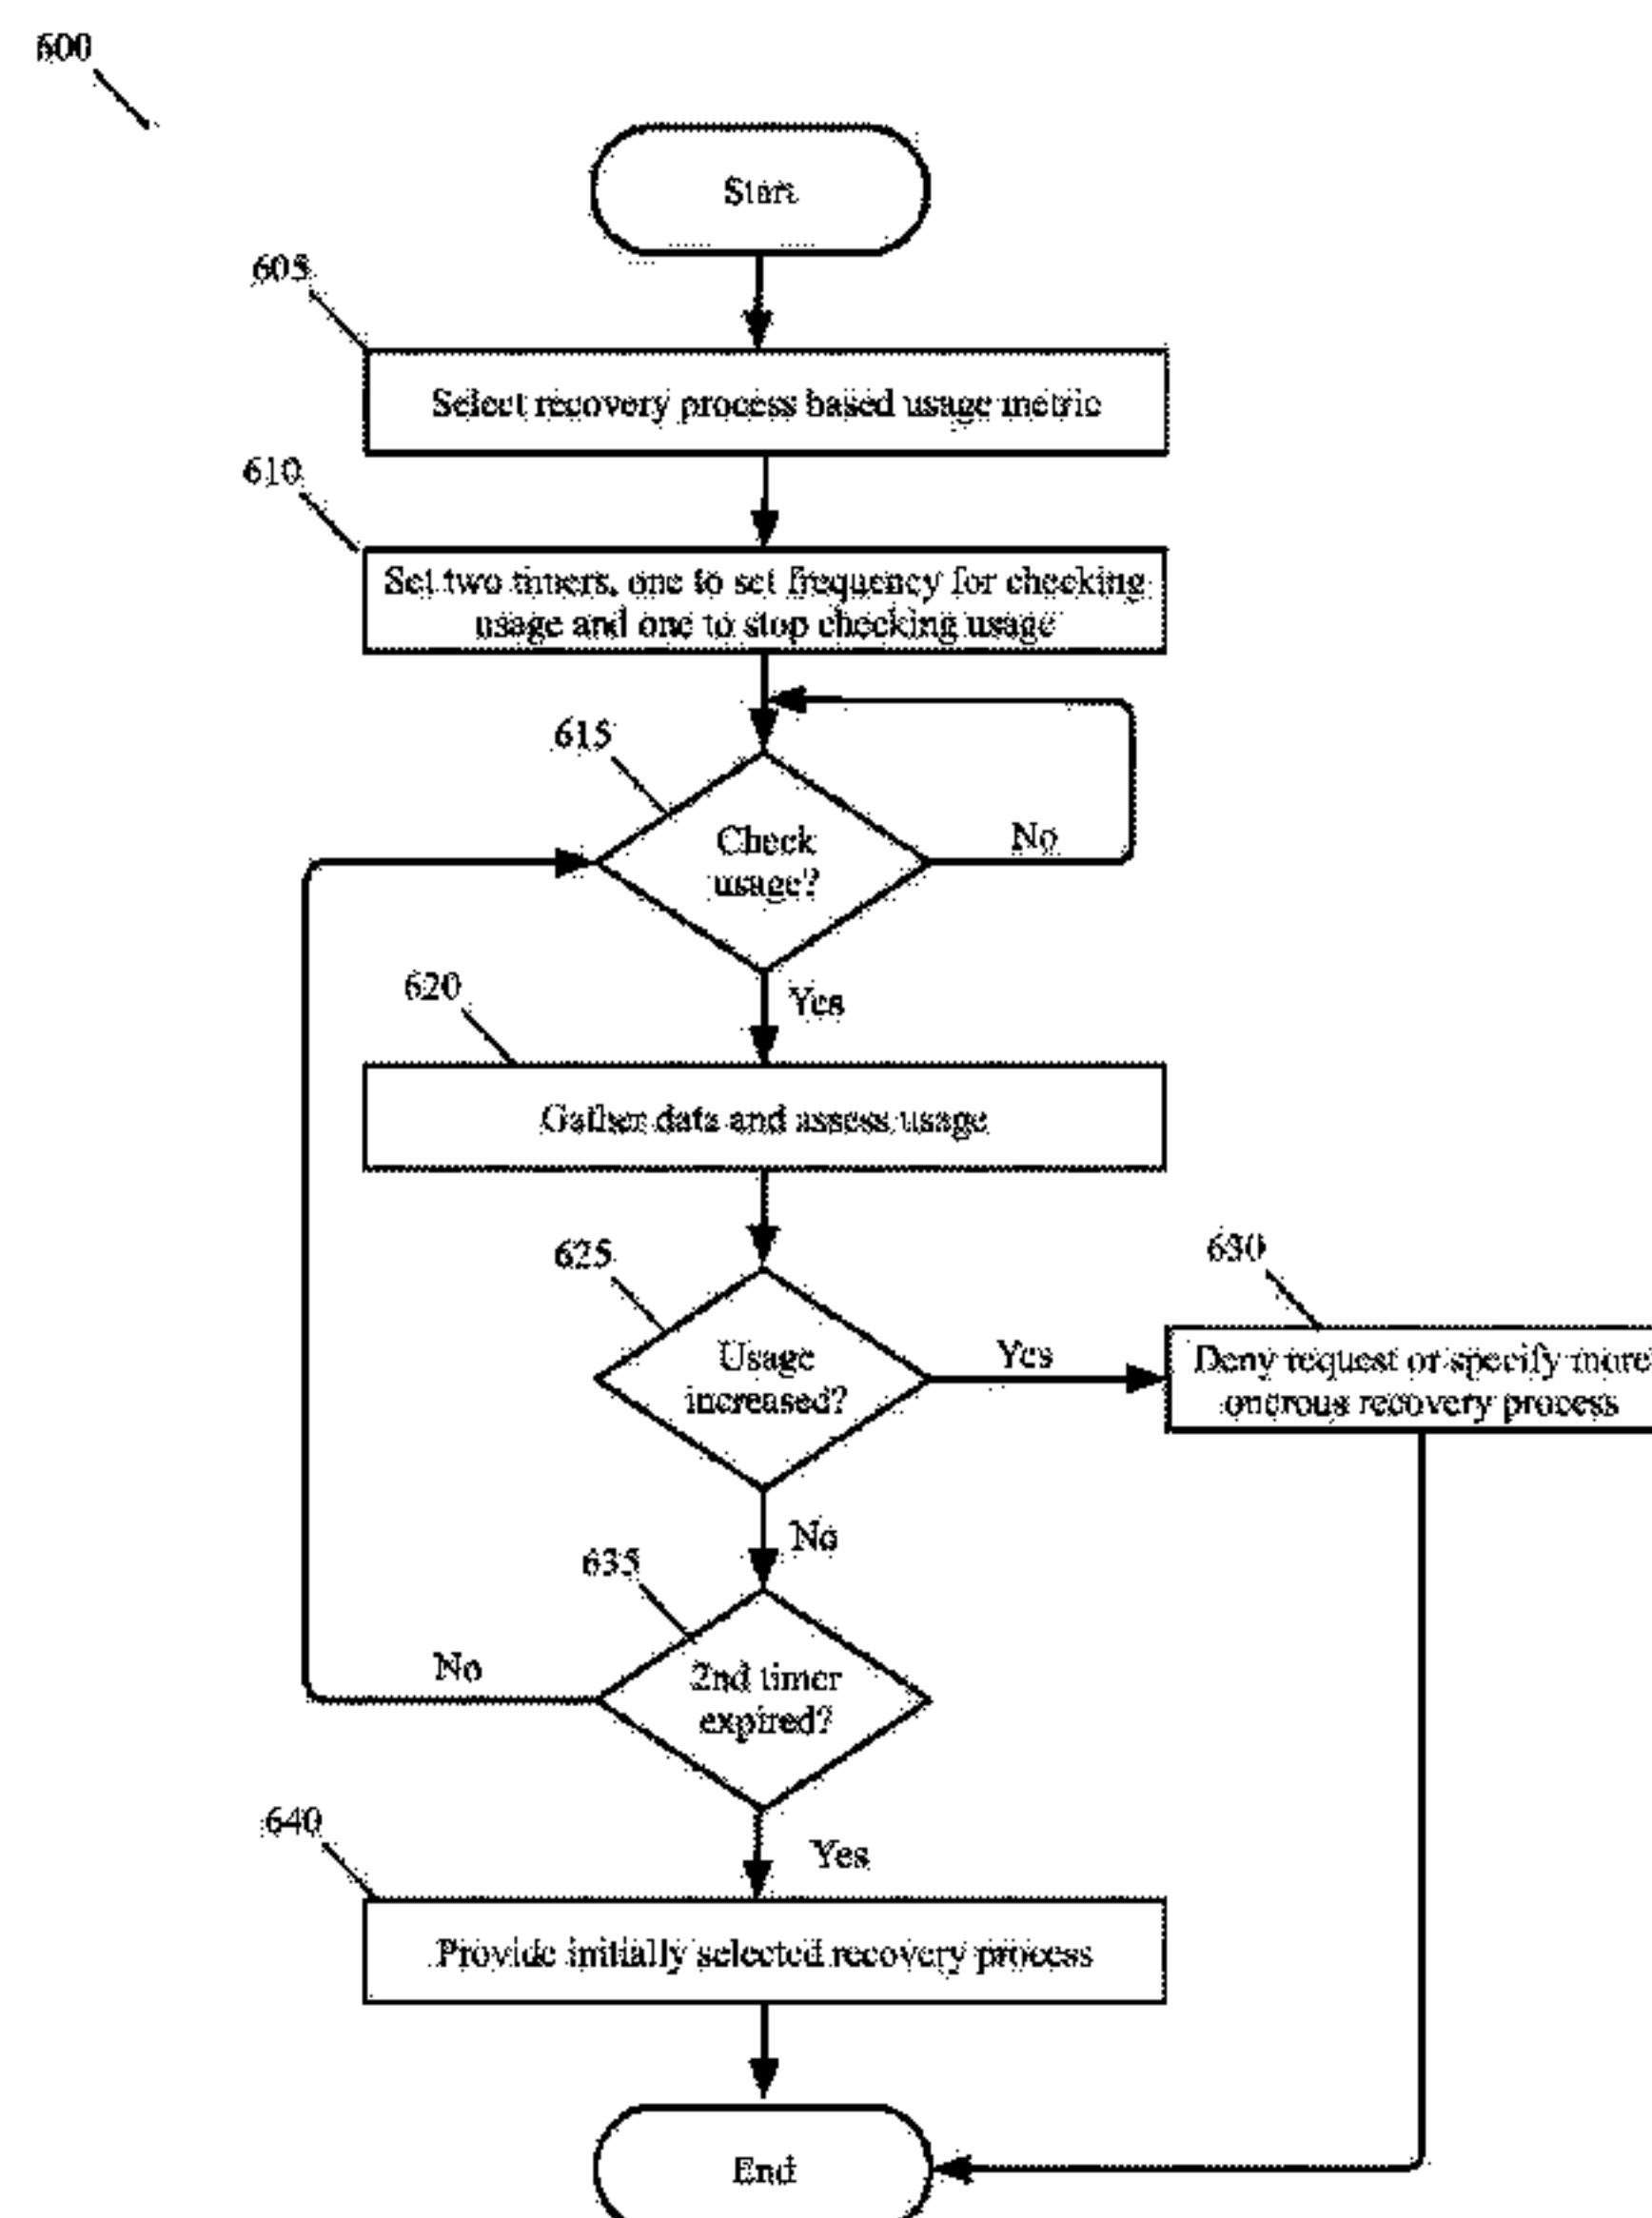 600
Start
605
Select recovery process based usage metric
610
Set two timers, one to set frequency for checking
usage and one to stop checking usage
615
Check
usage?
No
Yes
620
Gather data and assess usage
625
Usage
increased?
Yes
630
Deny request or specify more
onerous recovery process
No
635
2nd timer
expired?
No
Yes
640
Provide initially selected recovery process
End